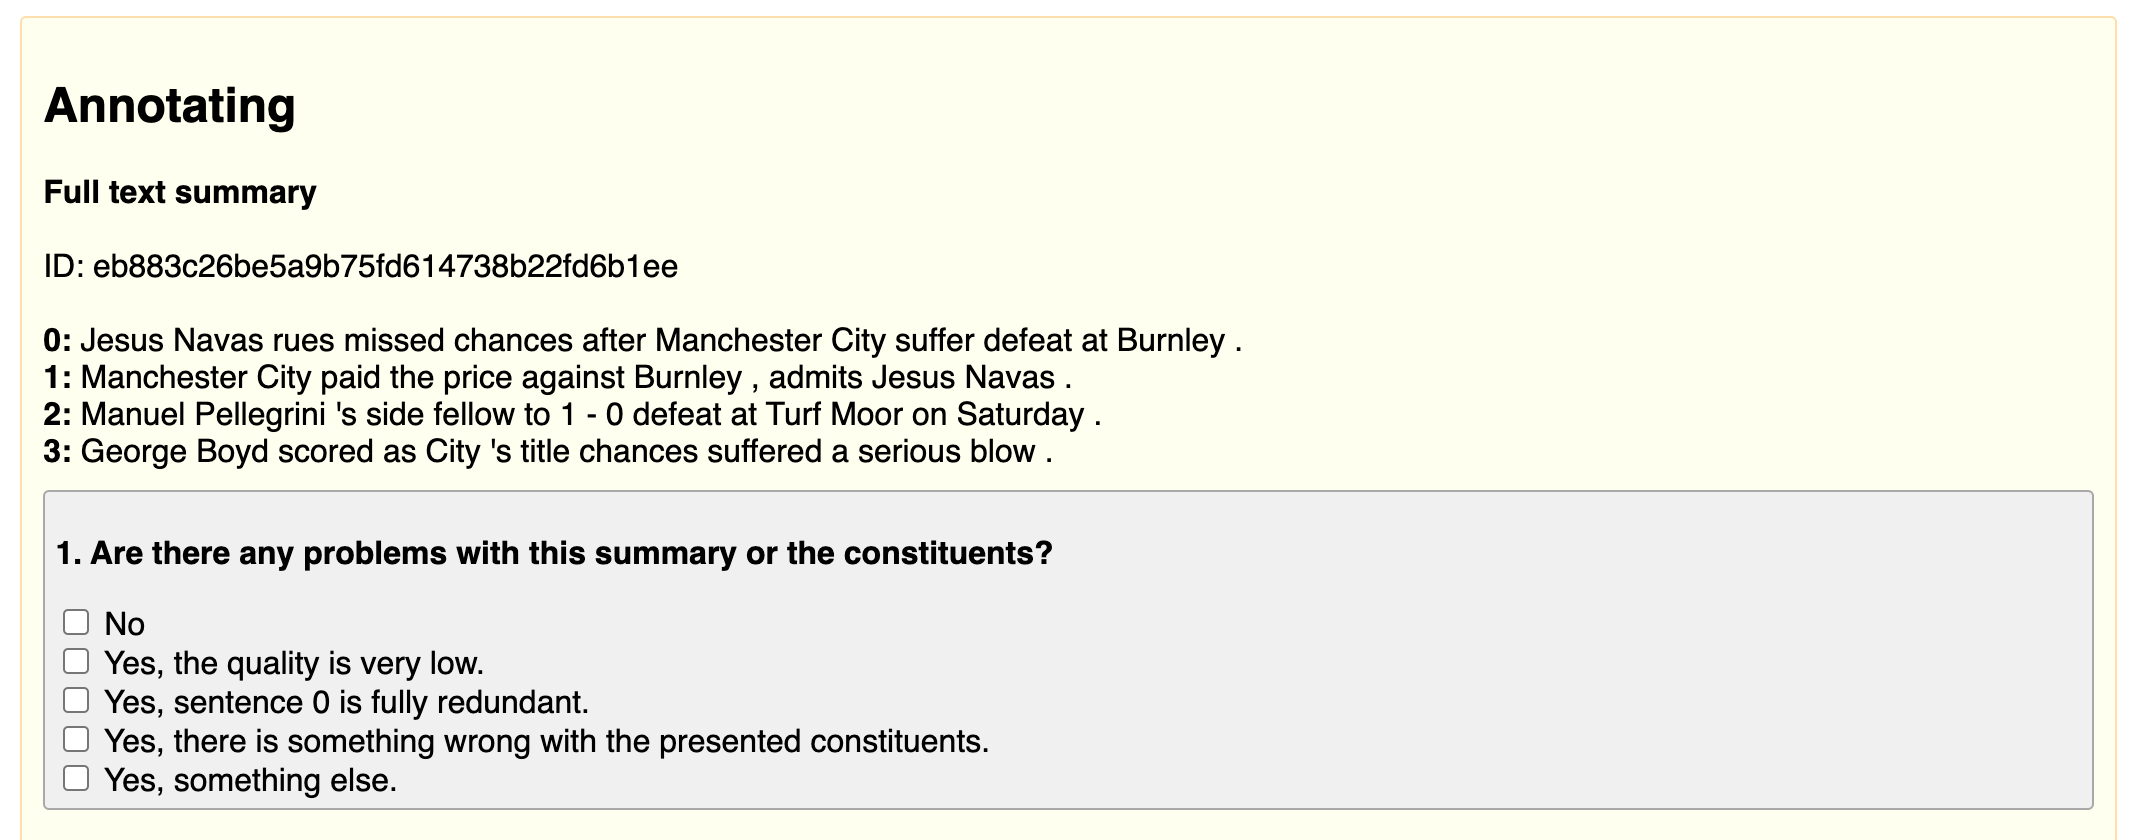 Annotating
Full text summary
ID: eb883c26be5a9b75fd614738b22fd6b1ee
0: Jesus Navas rues missed chances after Manchester City suffer defeat at Burnley .
1: Manchester City paid the price against Burnley , admits Jesus Navas .
2: Manuel Pellegrini 's side fellow to 1 - 0 defeat at Turf Moor on Saturday .
3: George Boyd scored as City 's title chances suffered a serious blow .
1. Are there any problems with this summary or the constituents?
No
Yes, the quality is very low.
Yes, sentence 0 is fully redundant.
Yes, there is something wrong with the presented constituents.
Yes, something else.